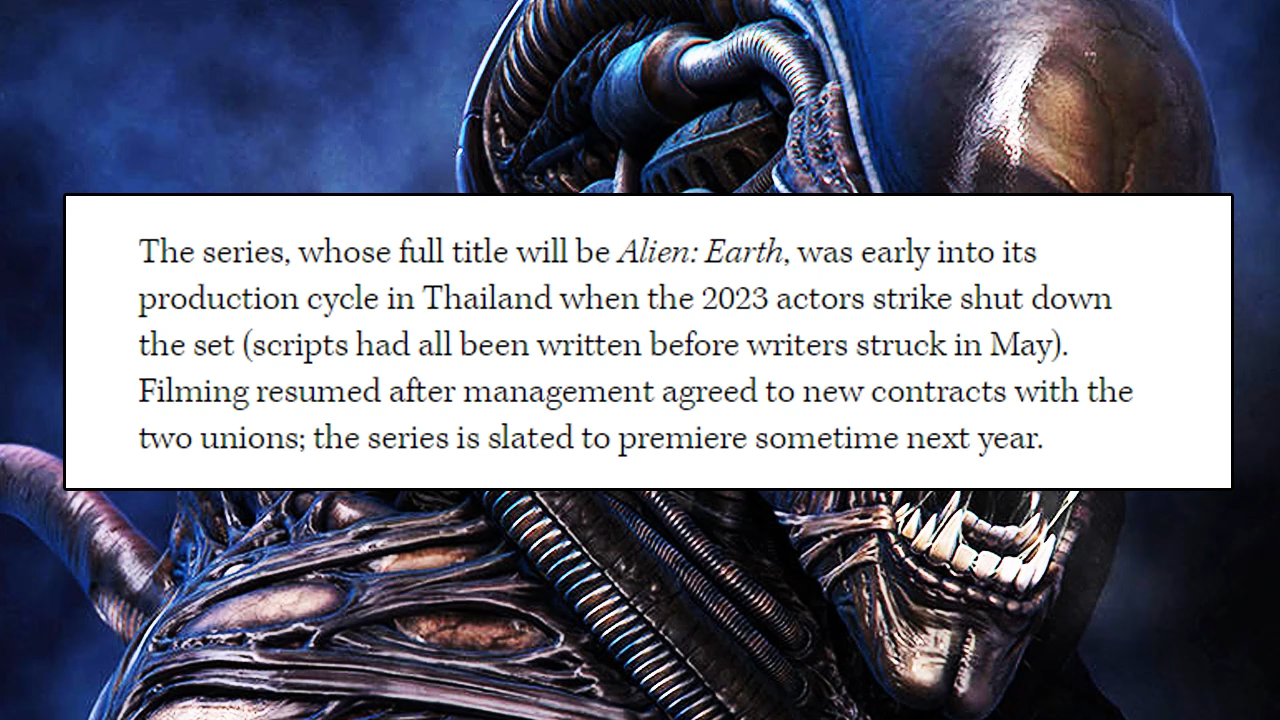 The series, whose full title will be Alien: Earth, was early into its
production cycle in Thailand when the 2023 actors strike shut down
the set (scripts had all been written before writers struck in May).
Filming resumed after management agreed to new contracts with the
two unions; the series is slated to premiere sometime next year.